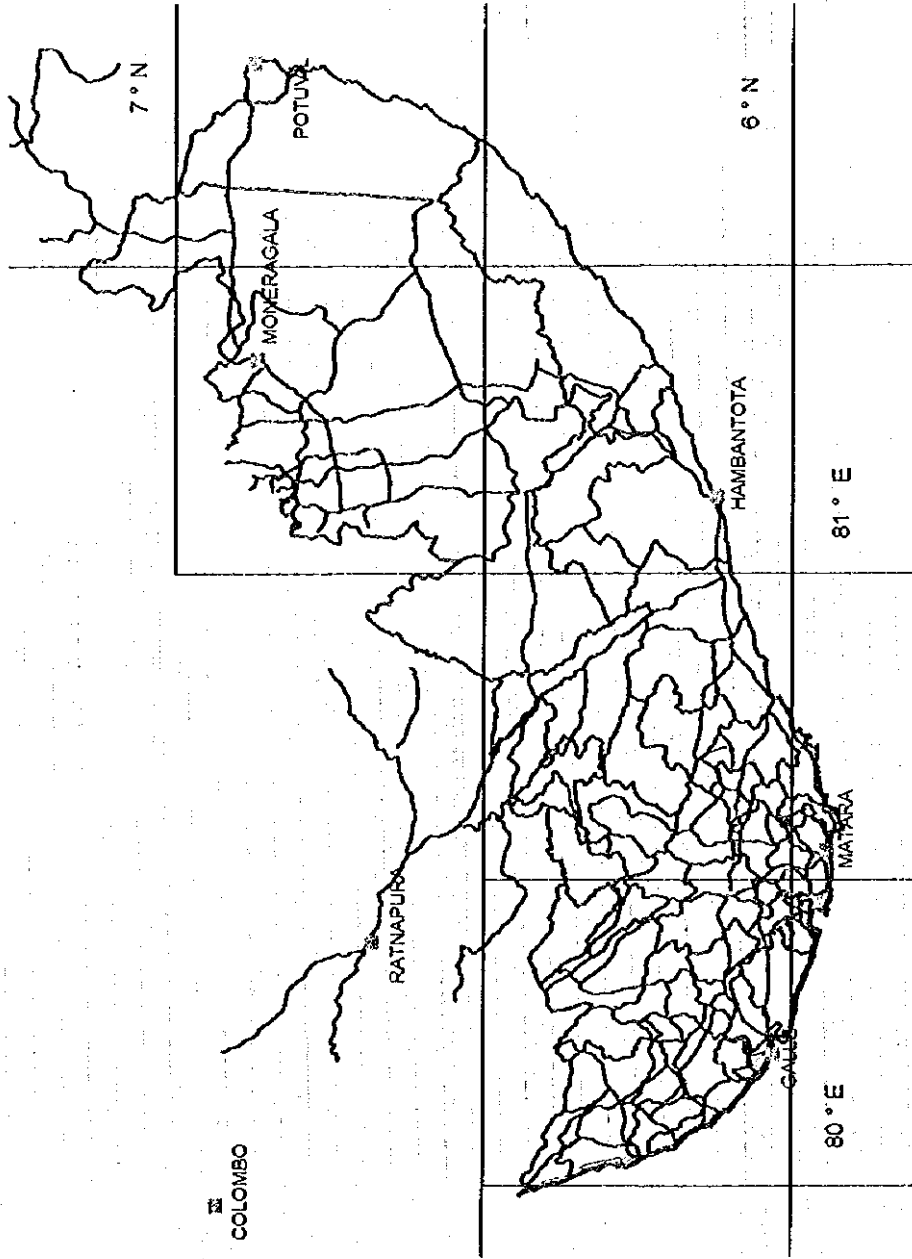 7° N
POTUVIL
MONERAGALA
6° N
HAMBANTOTA
81° E
RATNAPURA
MATARA
GALLE
80° E
COLOMBO